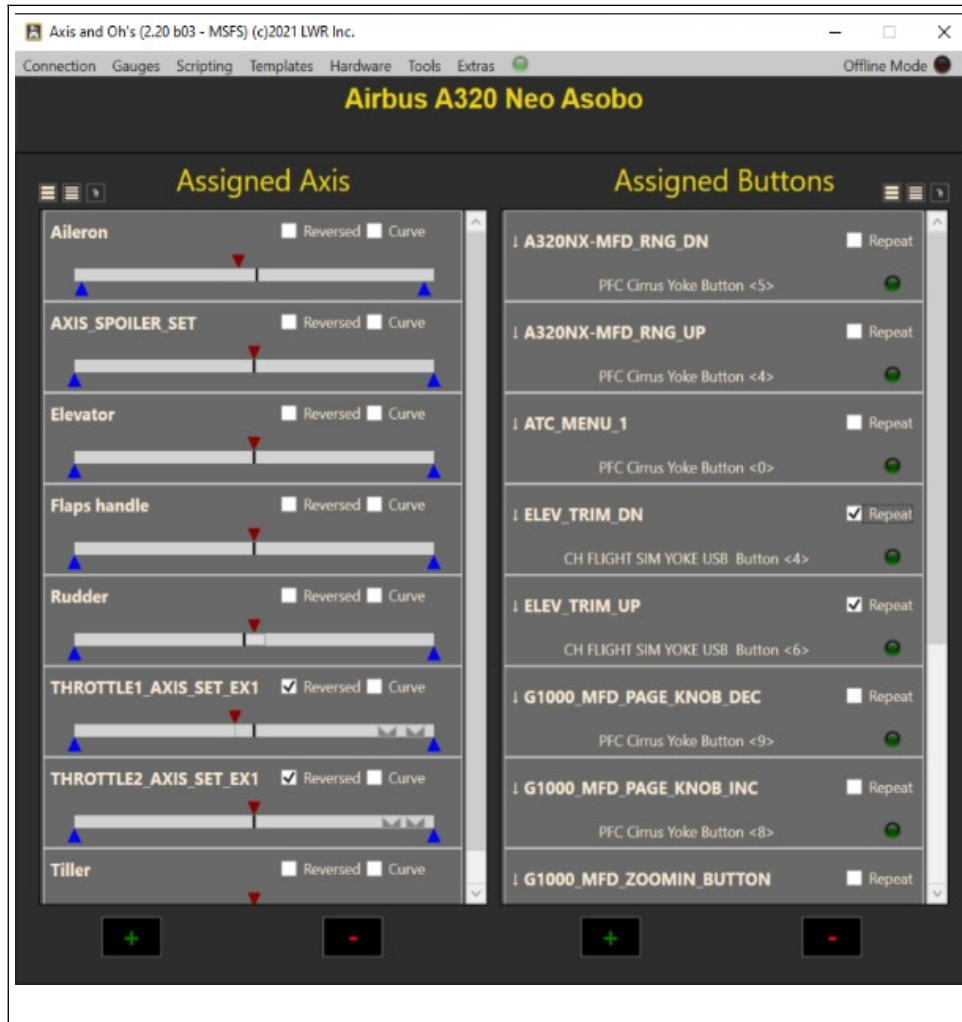 Axis and Oh's (2.20 b03 - MSFS) (c)2021 LWR Inc.
Connection Gauges Scripting Templates Hardware Tools Extras Offline Mode
Airbus A320 Neo Asobo
Assigned Axis
Aileron Reversed Curve
AXIS_SPOILER_SET Reversed Curve
Elevator Reversed Curve
Flaps handle Reversed Curve
Rudder Reversed Curve
THROTTLE1_AXIS_SET_EX1 Reversed Curve
THROTTLE2_AXIS_SET_EX1 Reversed Curve
Tiller Reversed Curve
+ -
Assigned Buttons
↓ A320NX-MFD_RNG_DN Repeat
PFC Cirrus Yoke Button <5>
↓ A320NX-MFD_RNG_UP Repeat
PFC Cirrus Yoke Button <4>
↓ ATC_MENU_1 Repeat
PFC Cirrus Yoke Button <0>
↓ ELEV_TRIM_DN Repeat
CH FLIGHT SIM YOKE USB Button <4>
↓ ELEV_TRIM_UP Repeat
CH FLIGHT SIM YOKE USB Button <6>
↓ G1000_MFD_PAGE_KNOB_DEC Repeat
PFC Cirrus Yoke Button <9>
↓ G1000_MFD_PAGE_KNOB_INC Repeat
PFC Cirrus Yoke Button <8>
↓ G1000_MFD_ZOOMIN_BUTTON Repeat
+ -